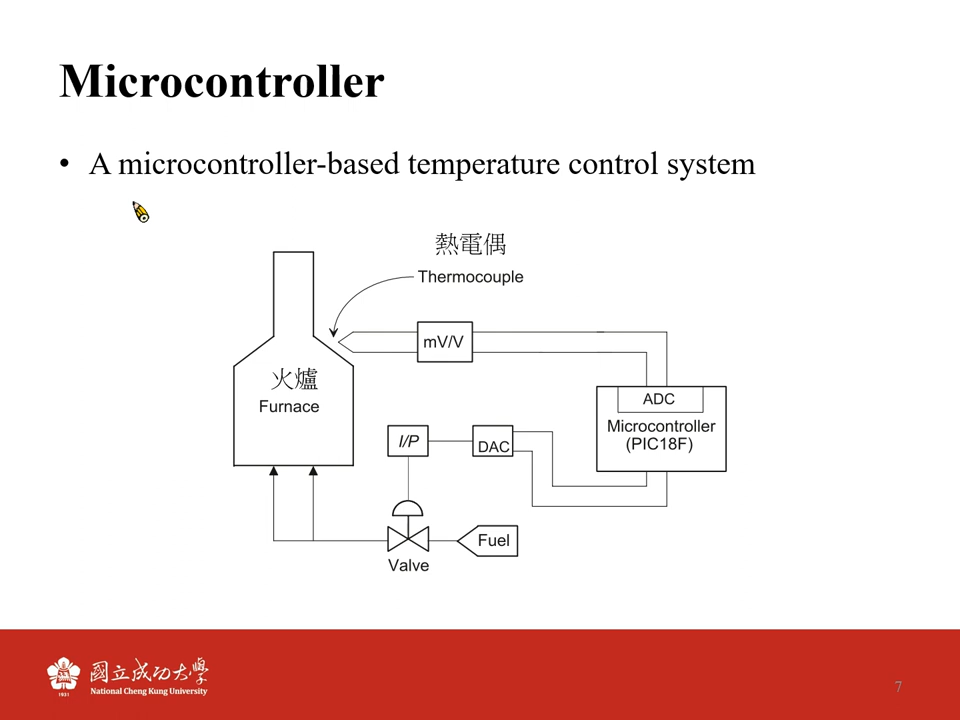 Microcontroller
• A microcontroller-based temperature control system
熱電偶
Thermocouple
mV/V
火爐
Furnace
ADC
Microcontroller
(PIC18F)
I/P
DAC
Fuel
Valve
國立成功大學
National Cheng Kung University
1931
7